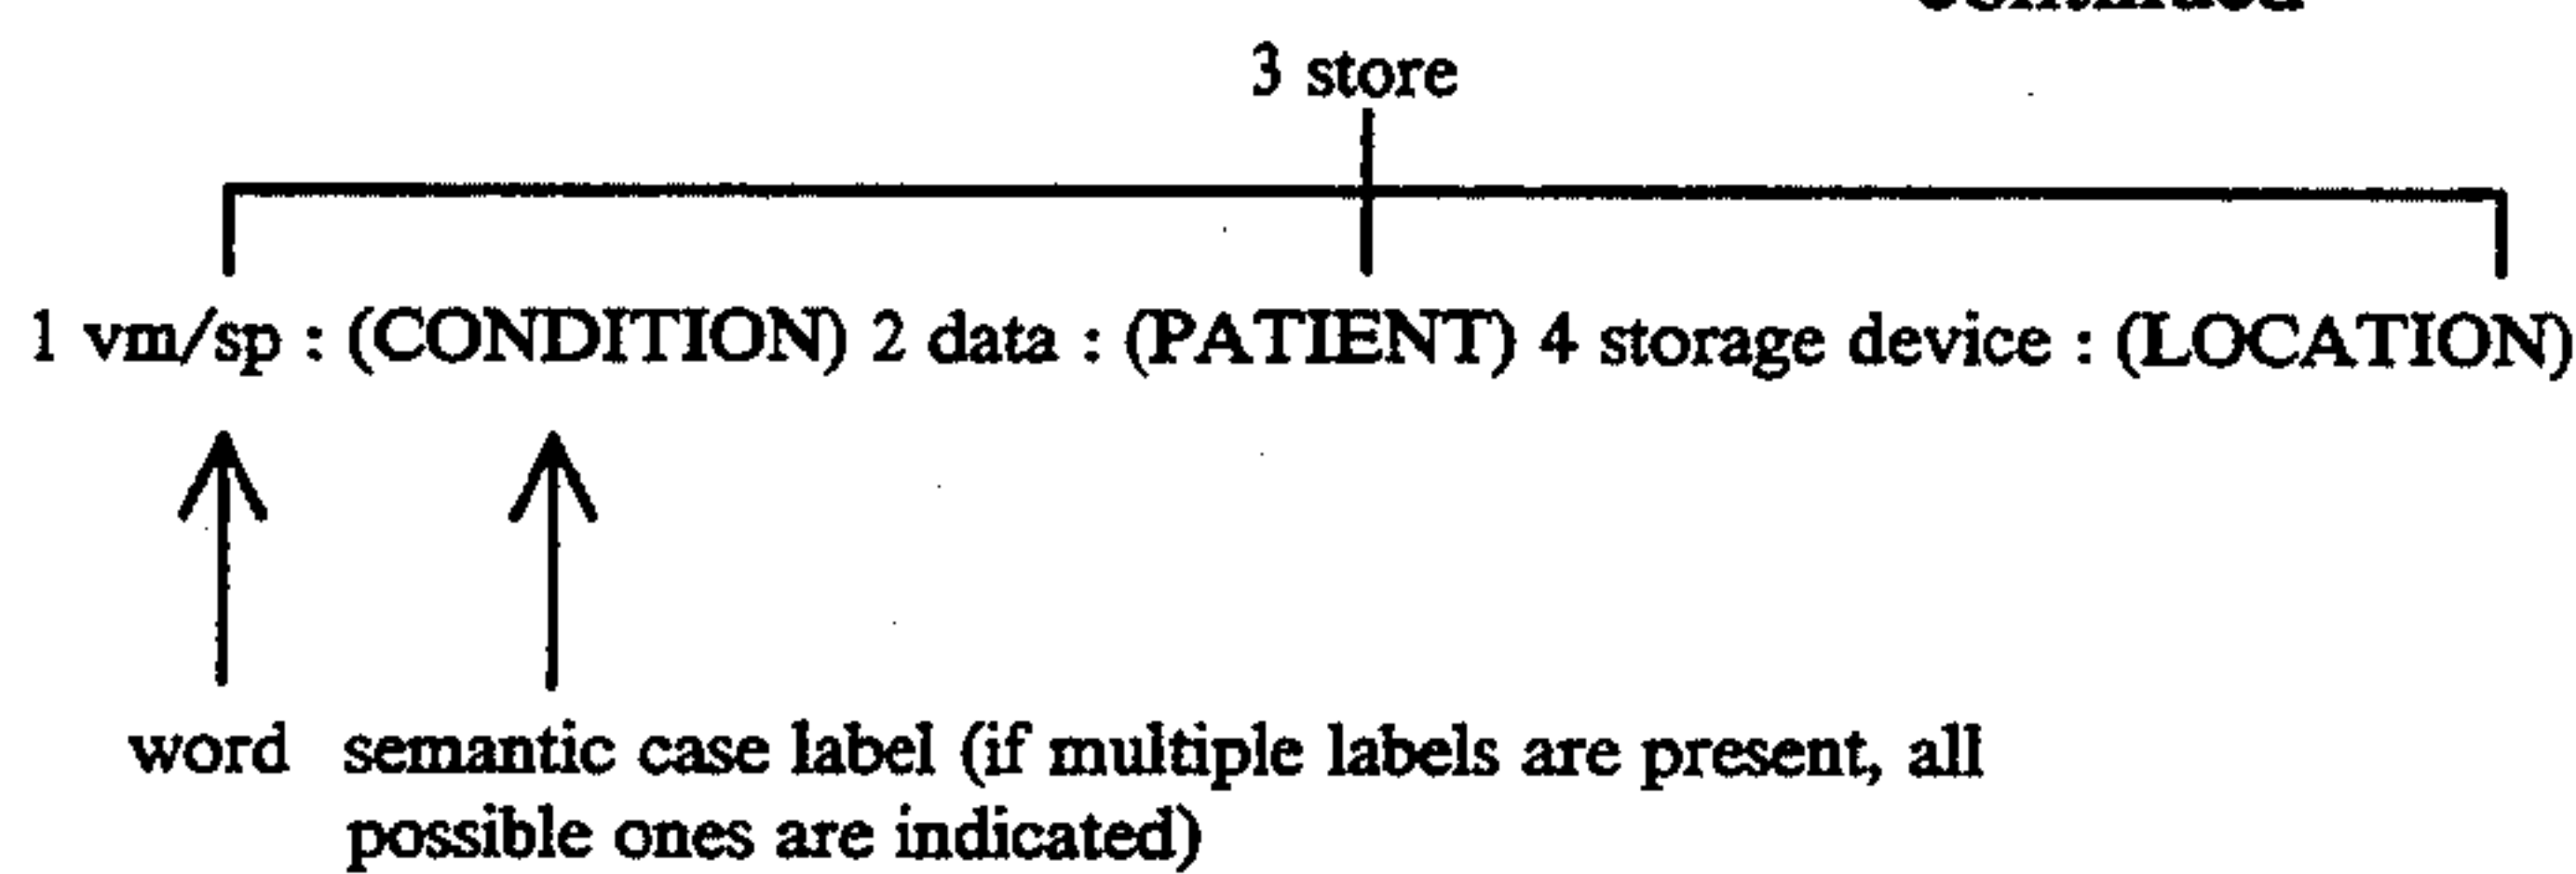 continued
3 store
1 vm/sp : (CONDITION) 2 data : (PATIENT) 4 storage device : (LOCATION)
word semantic case label (if multiple labels are present, all
possible ones are indicated)